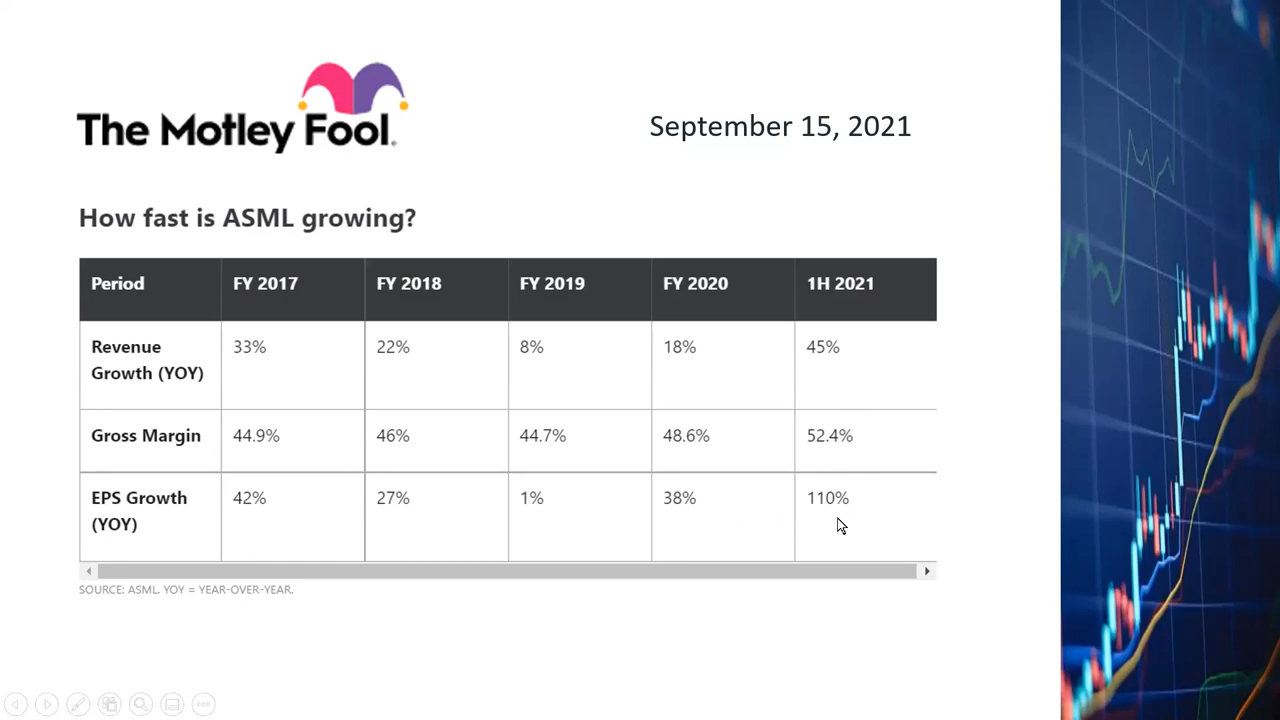 The Motley Fool.
September 15, 2021
How fast is ASML growing?
Period FY 2017 FY 2018 FY 2019 FY 2020 1H 2021
Revenue Growth (YOY) 33% 22% 8% 18% 45%
Gross Margin 44.9% 46% 44.7% 48.6% 52.4%
EPS Growth (YOY) 42% 27% 1% 38% 110%
SOURCE: ASML. YOY = YEAR-OVER-YEAR.